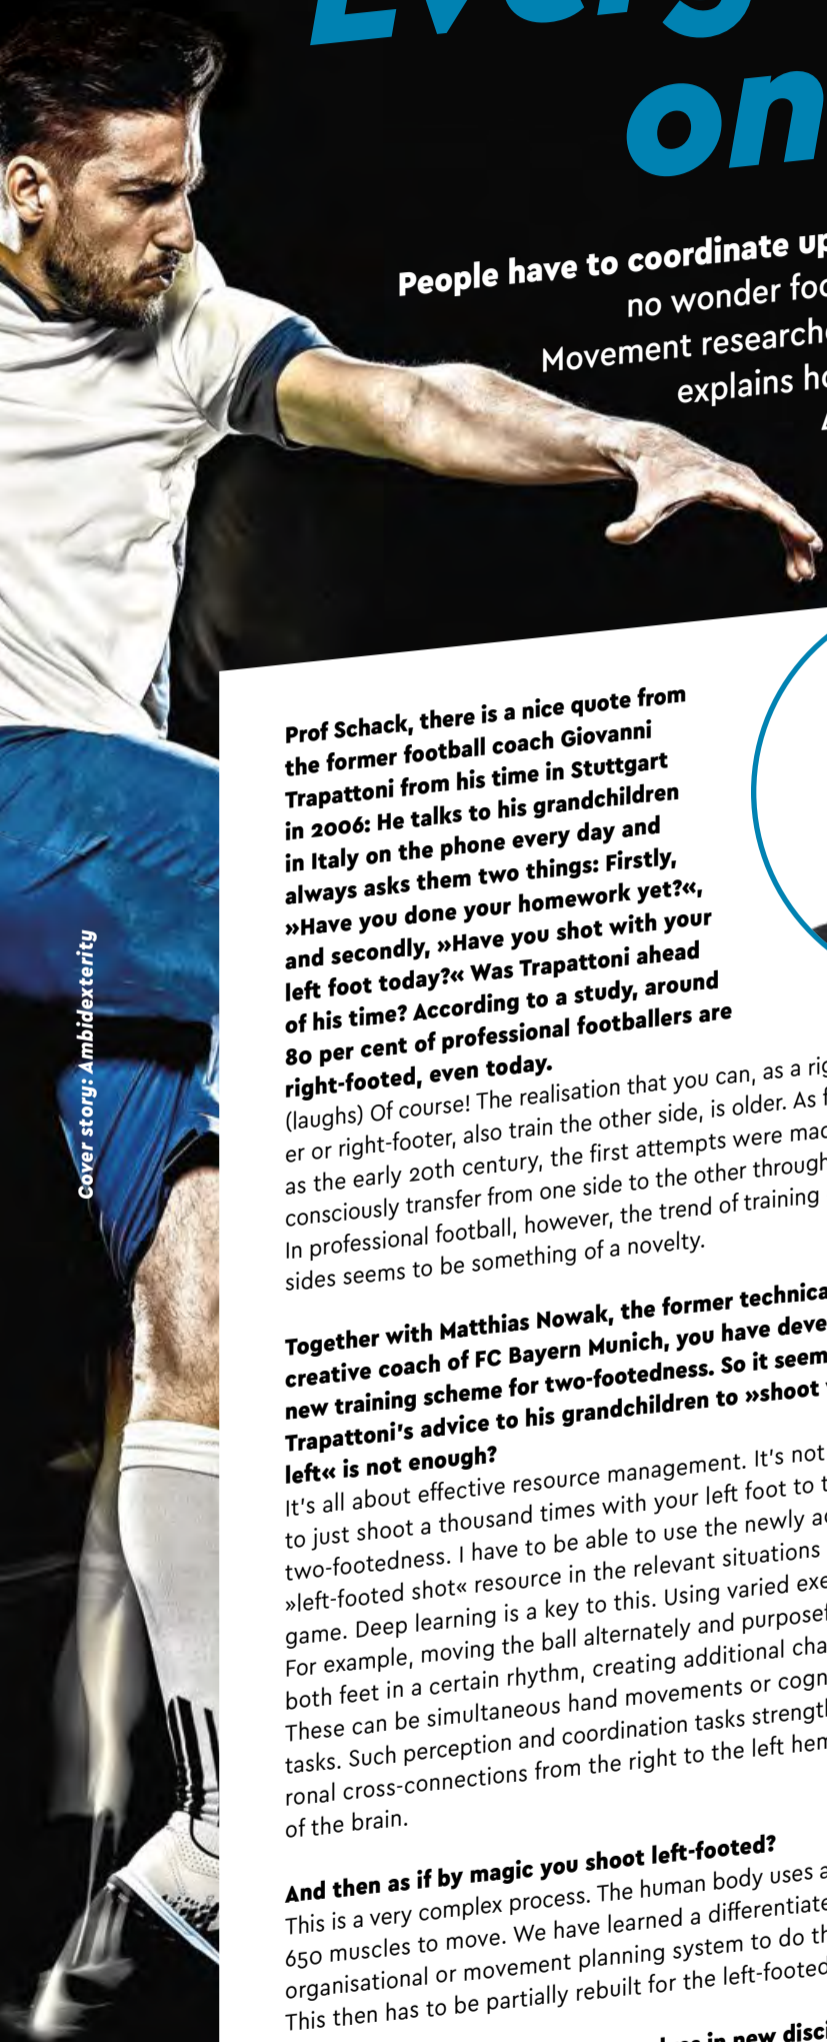 Every
on
People have to coordinate up
no wonder foo
Movement researche
explains ho
Prof Schack, there is a nice quote from
the former football coach Giovanni
Trapattoni from his time in Stuttgart
in 2006: He talks to his grandchildren
in Italy on the phone every day and
always asks them two things: Firstly,
»Have you done your homework yet?«,
and secondly, »Have you shot with your
left foot today?« Was Trapattoni ahead
of his time? According to a study, around
80 per cent of professional footballers are
right-footed, even today.
(laughs) Of course! The realisation that you can, as a rig
er or right-footer, also train the other side, is older. As f
as the early 20th century, the first attempts were mad
consciously transfer from one side to the other through
In professional football, however, the trend of training
sides seems to be something of a novelty.
Together with Matthias Nowak, the former technica
creative coach of FC Bayern Munich, you have deve
new training scheme for two-footedness. So it seem
Trapattoni's advice to his grandchildren to »shoot
left« is not enough?
It's all about effective resource management. It's not
to just shoot a thousand times with your left foot to t
two-footedness. I have to be able to use the newly ac
»left-footed shot« resource in the relevant situations
game. Deep learning is a key to this. Using varied exe
For example, moving the ball alternately and purposef
both feet in a certain rhythm, creating additional cha
These can be simultaneous hand movements or cogn
tasks. Such perception and coordination tasks strengt
ronal cross-connections from the right to the left hem
of the brain.
And then as if by magic you shoot left-footed?
This is a very complex process. The human body uses a
650 muscles to move. We have learned a differentiate
organisational or movement planning system to do th
This then has to be partially rebuilt for the left-footed
in new disci
Cover story: Ambidexterity